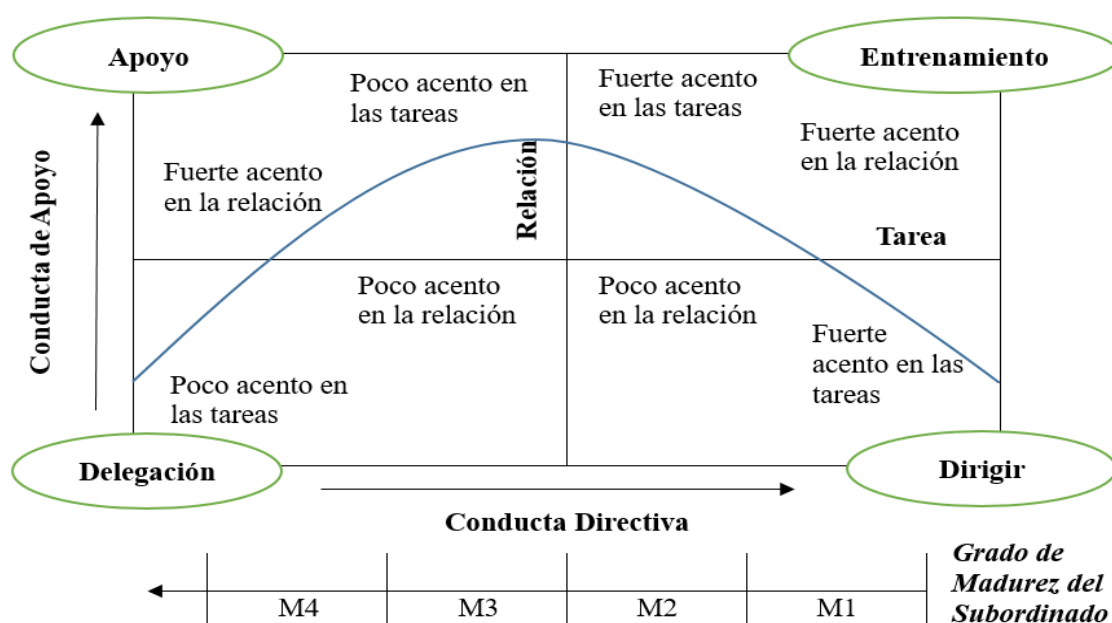 Apoyo
Entrenamiento
Poco acento en
las tareas
Fuerte acento
en las tareas
Fuerte acento
en la relación
Fuerte acento
en la relación
Conducta de Apoyo
Relación
Tarea
Poco acento
en la relación
Poco acento
en la relación
Poco acento en
las tareas
Fuerte
acento en las
tareas
Delegación
Dirigir
Conducta Directiva
M4
M3
M2
M1
Grado de
Madurez del
Subordinado